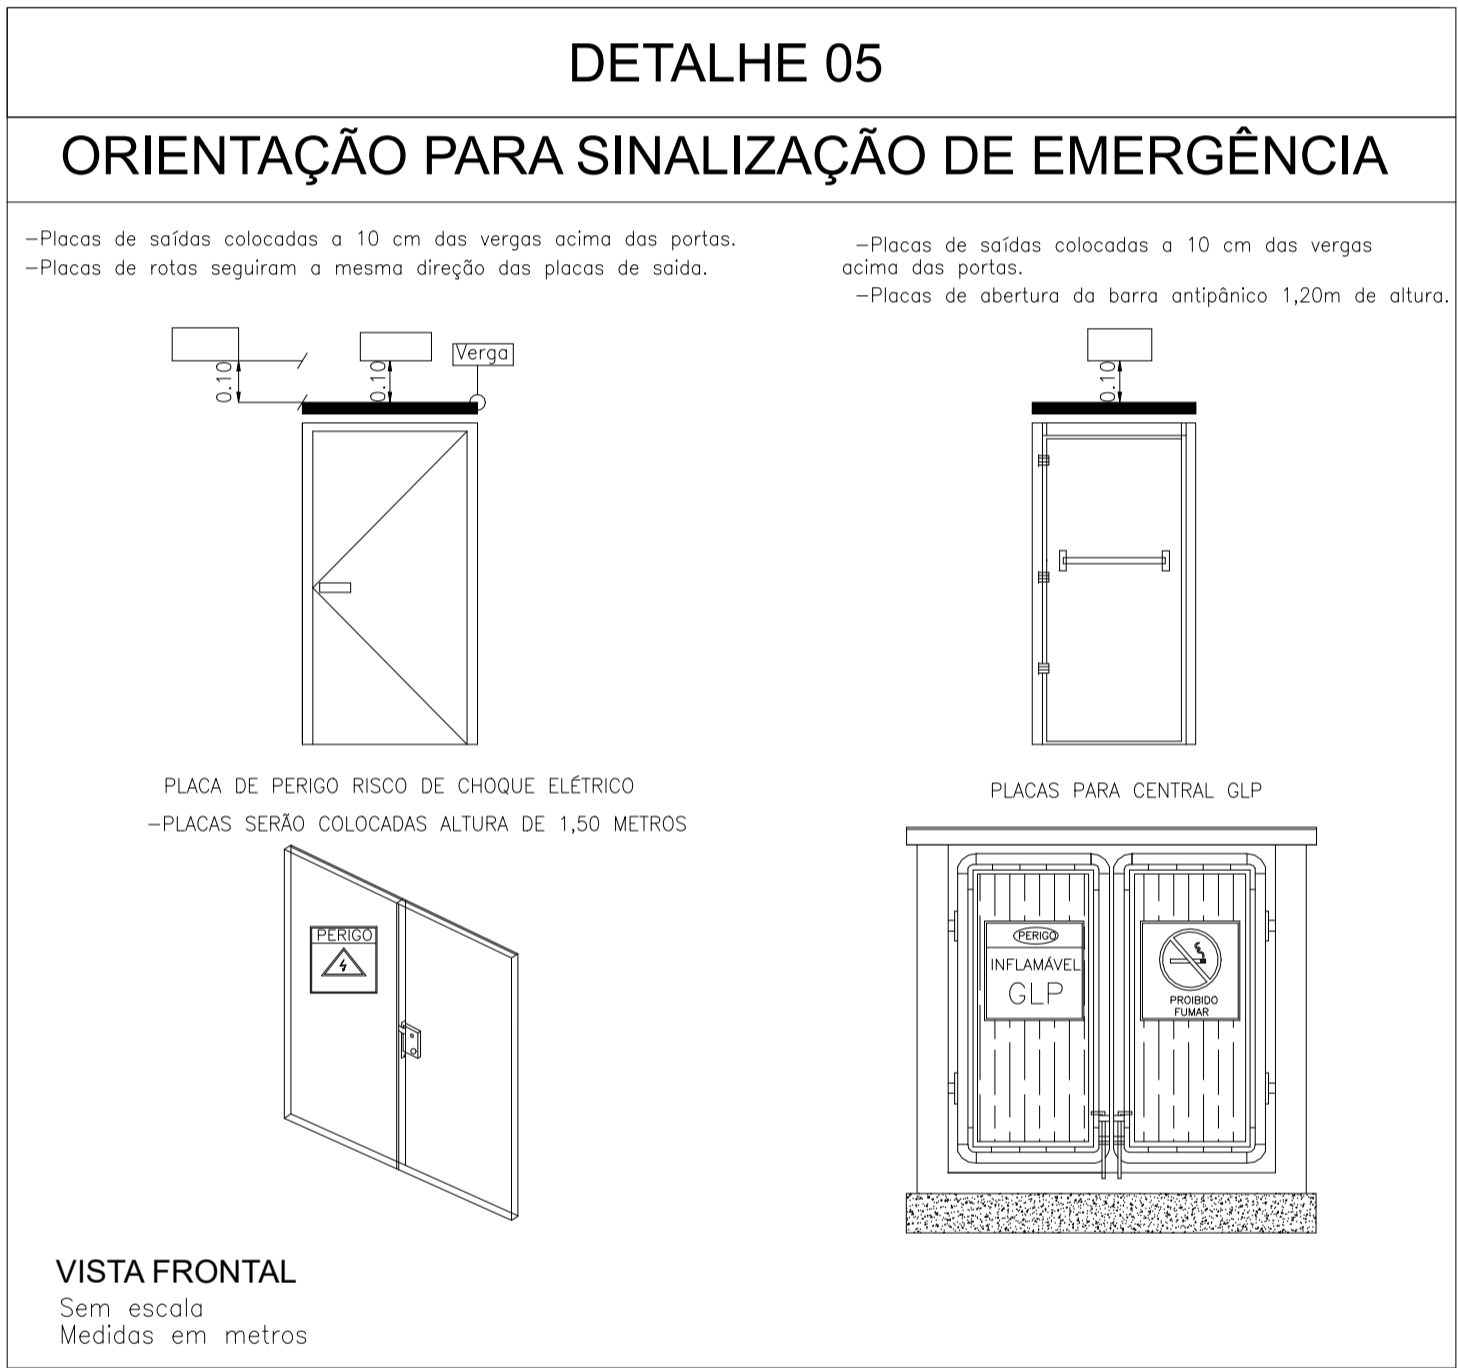 DETALHE 05
ORIENTAÇÃO PARA SINALIZAÇÃO DE EMERGÊNCIA
-Placas de saídas colocadas a 10 cm das vergas acima das portas.
-Placas de rotas seguiram a mesma direção das placas de saida.
-Placas de saídas colocadas a 10 cm das vergas
acima das portas.
-Placas de abertura da barra antipânico 1,20m de altura.
0.10
0.10
Verga
0.10
PLACA DE PERIGO RISCO DE CHOQUE ELÉTRICO
-PLACAS SERÃO COLOCADAS ALTURA DE 1,50 METROS
PERIGO
PLACAS PARA CENTRAL GLP
PERIGO
INFLAMÁVEL
GLP
PROIBIDO
FUMAR
VISTA FRONTAL
Sem escala
Medidas em metros